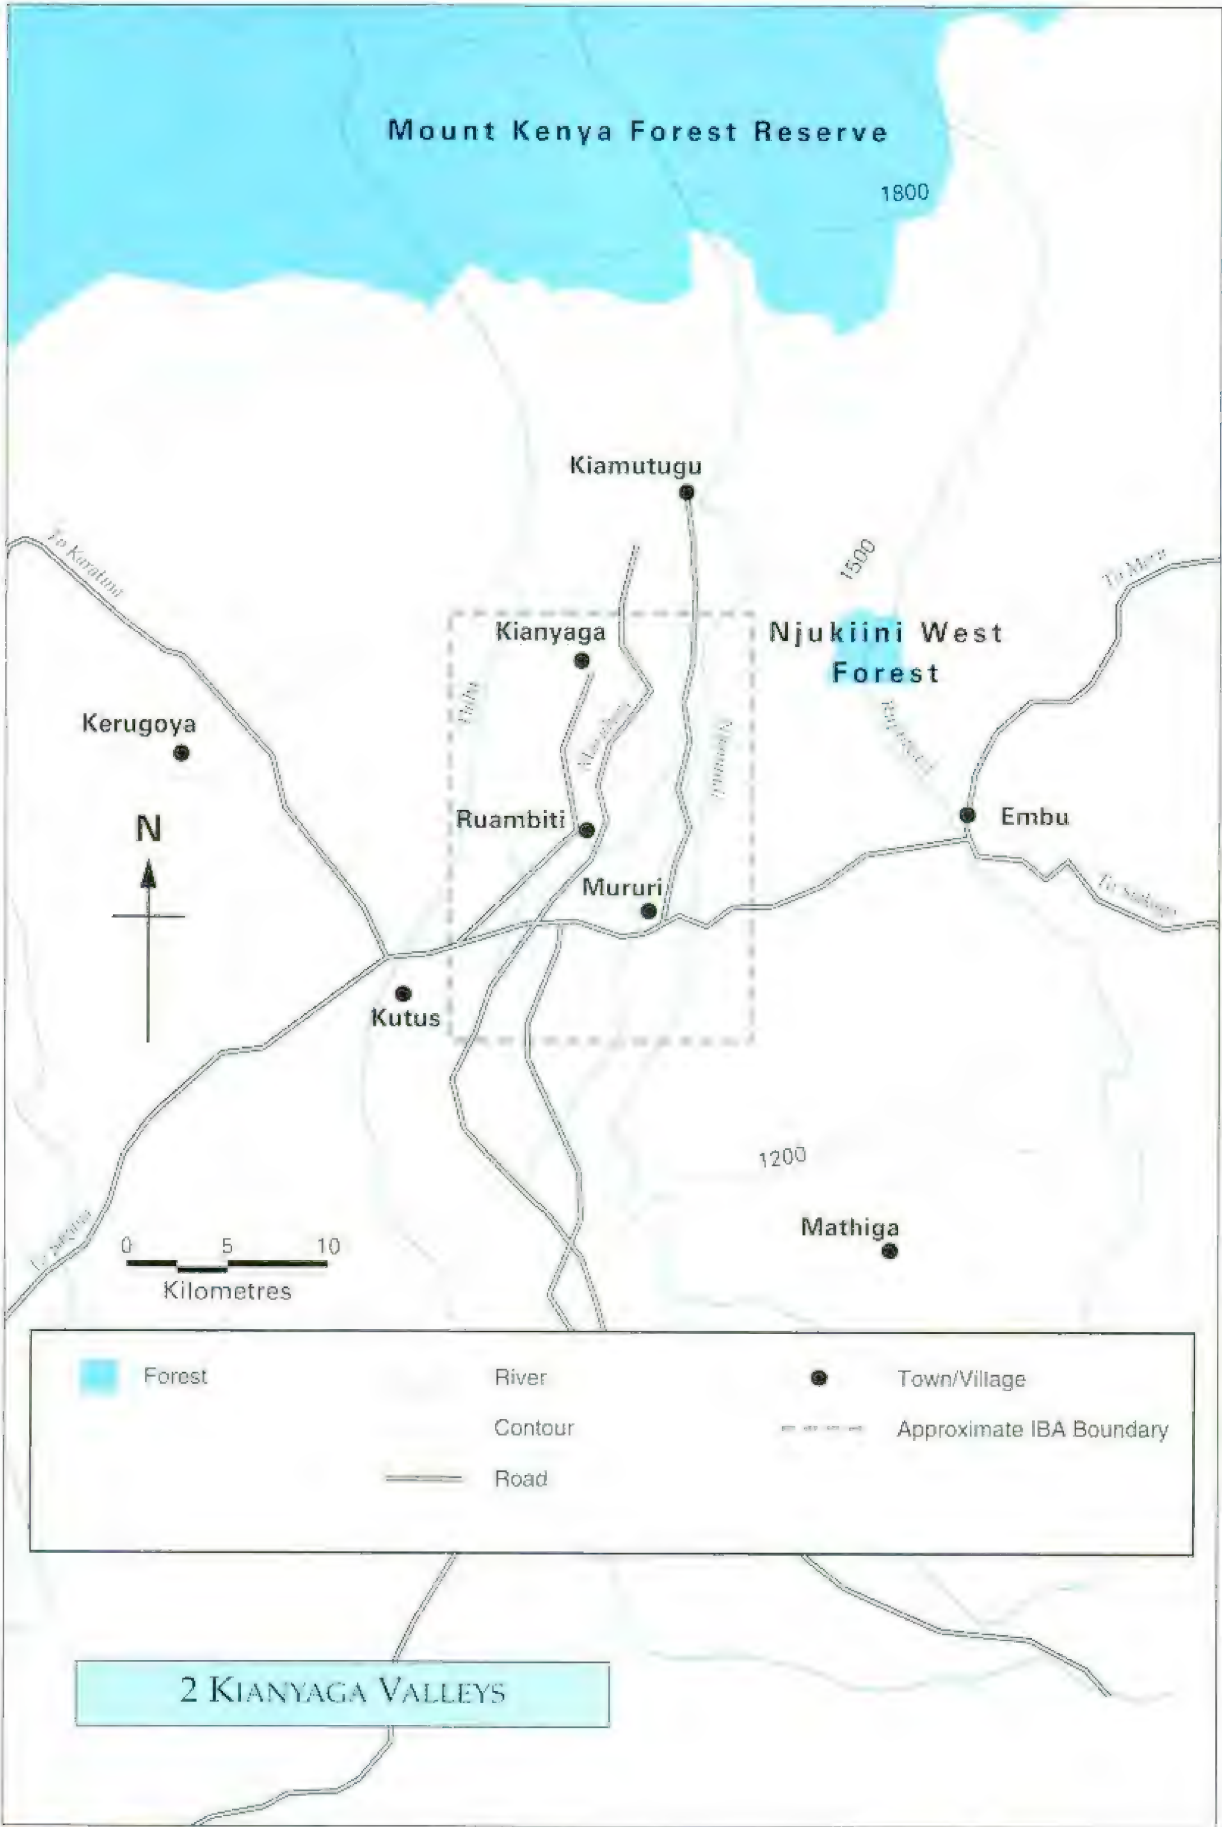 Mount Kenya Forest Reserve
1800
Kiamutugu
To Karatina
1500
To Meru
Kianyaga
Njukiini West
Forest
Kerugoya
N
Ruambiti
Embu
Mururi
To
Kutus
1200
Mathiga
To
0 5 10
Kilometres
Forest
River
Town/Village
Contour
Approximate IBA Boundary
Road
2 KIANYAGA VALLEYS